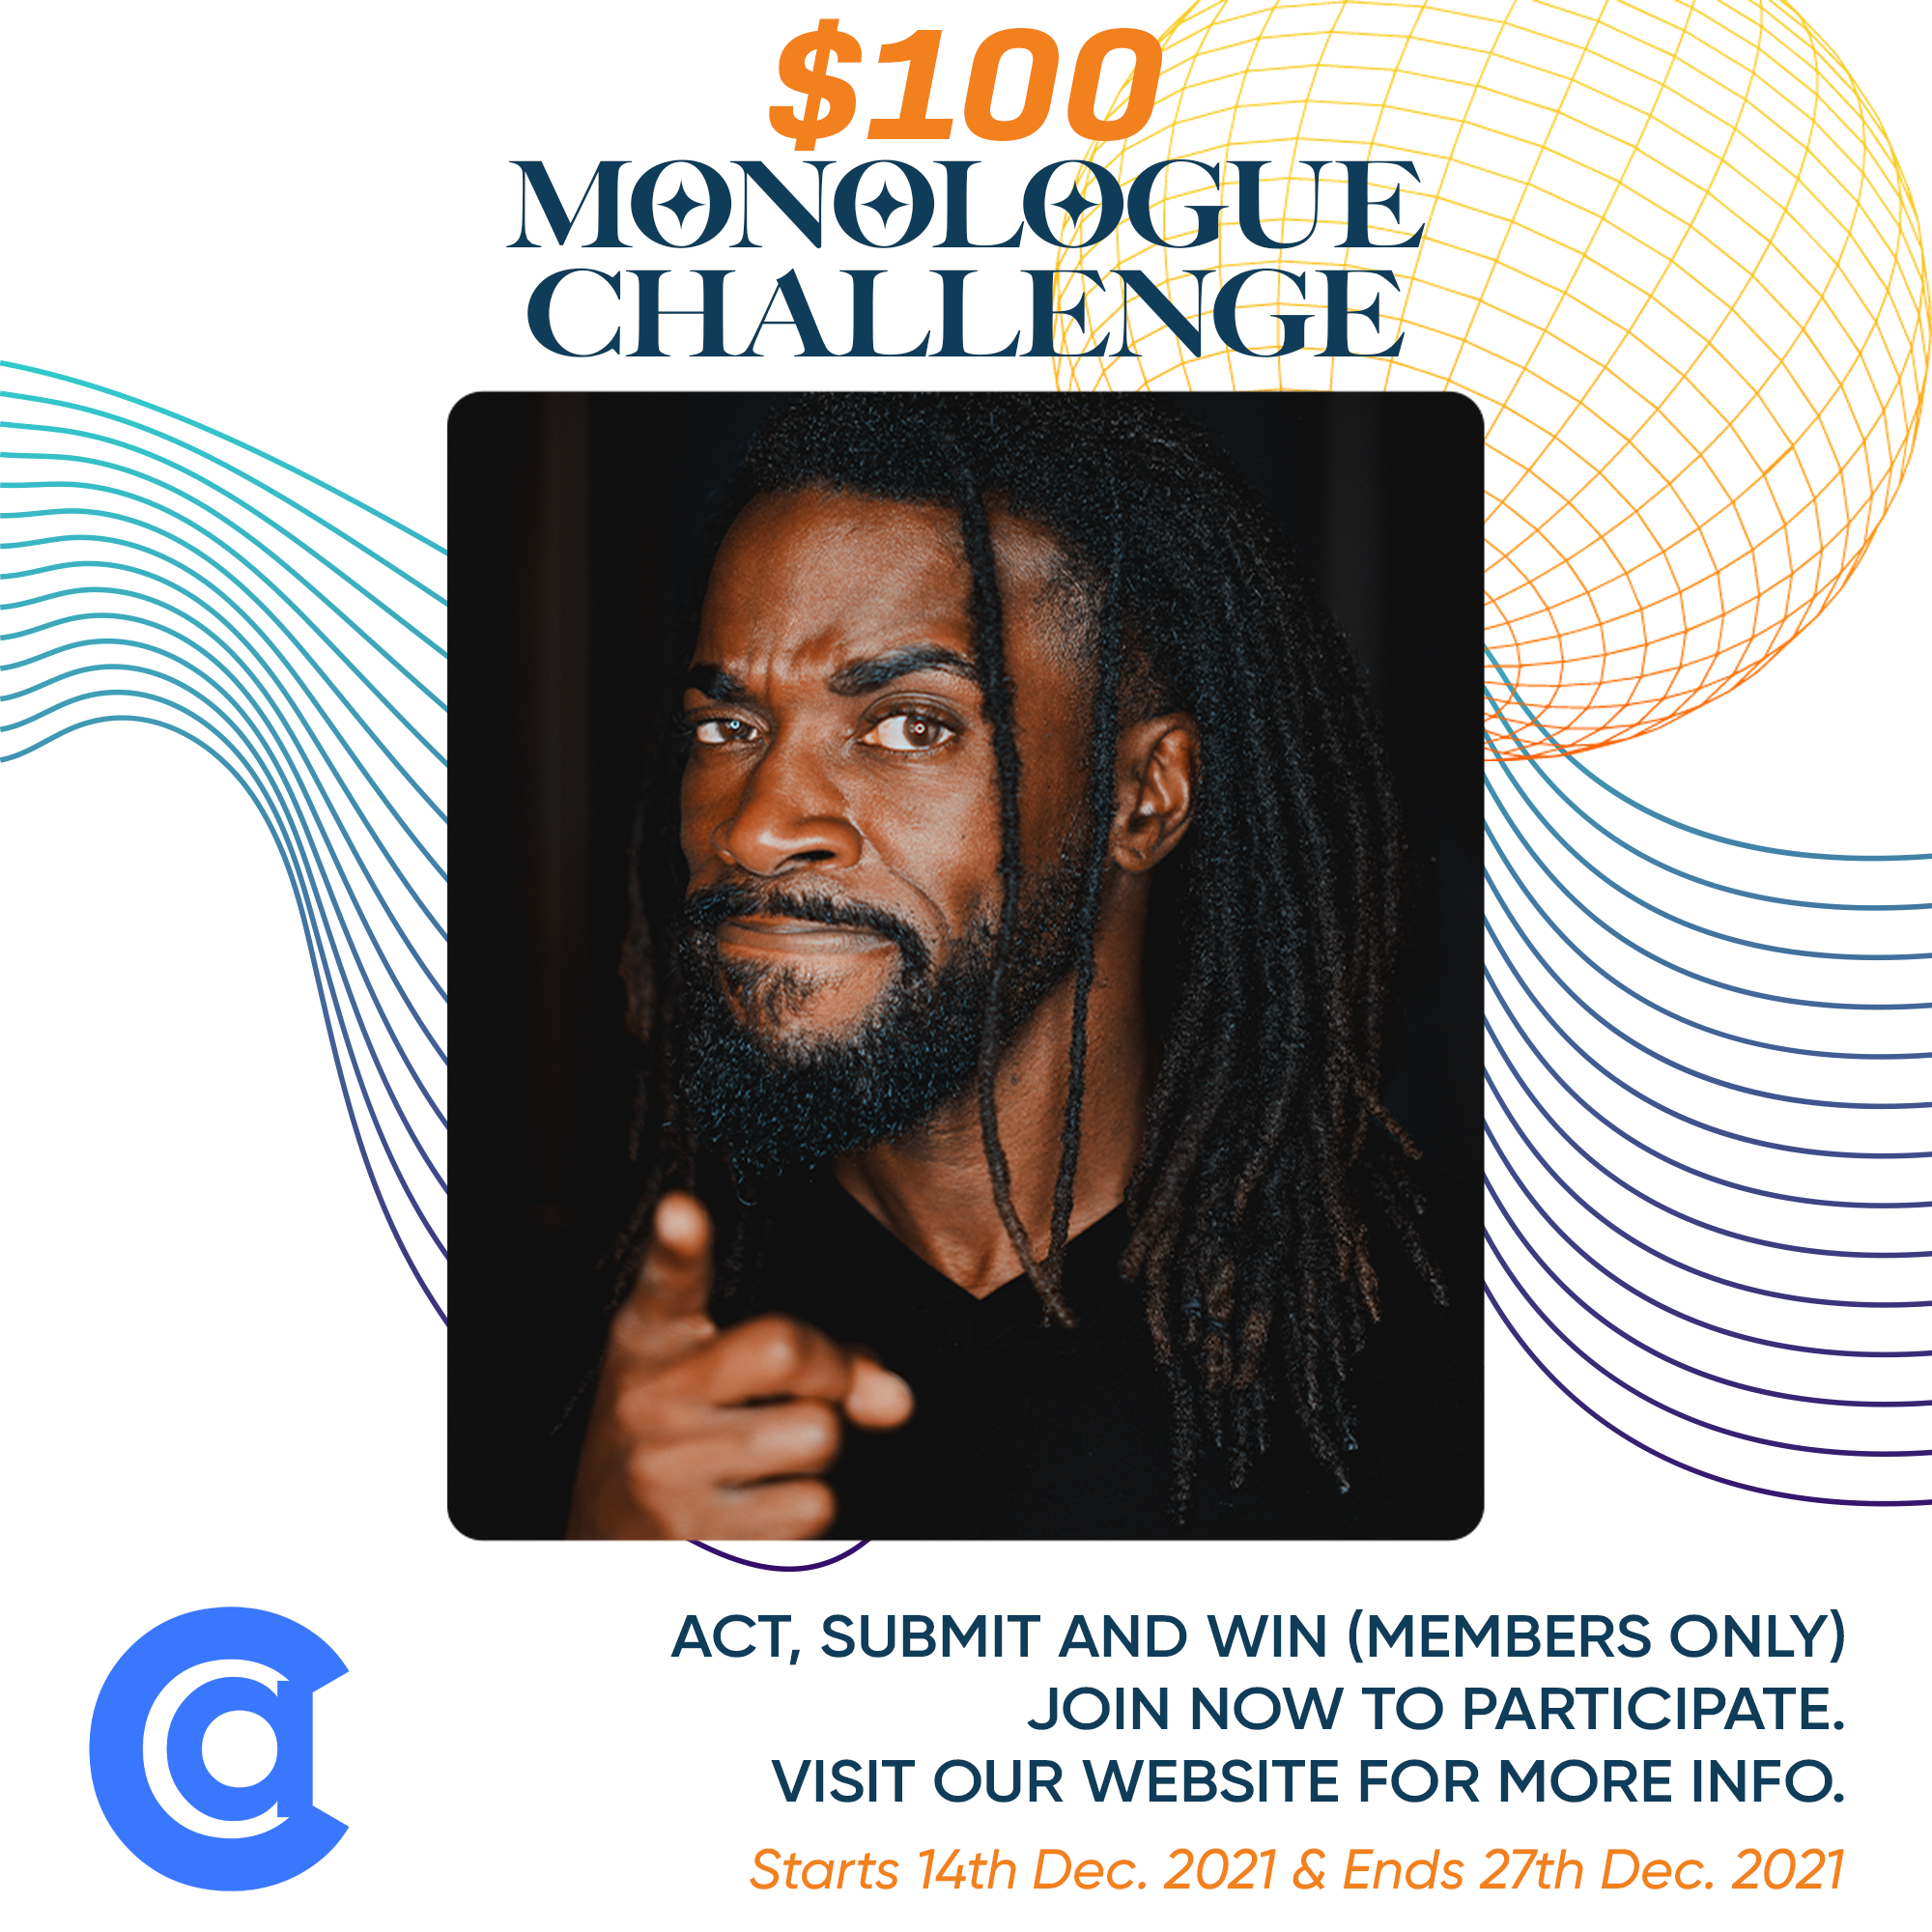 $100
MONOLOGUE
CHALLENGE
ACT, SUBMIT AND WIN (MEMBERS ONLY)
JOIN NOW TO PARTICIPATE.
VISIT OUR WEBSITE FOR MORE INFO.
Starts 14th Dec. 2021 & Ends 27th Dec. 2021
Ca